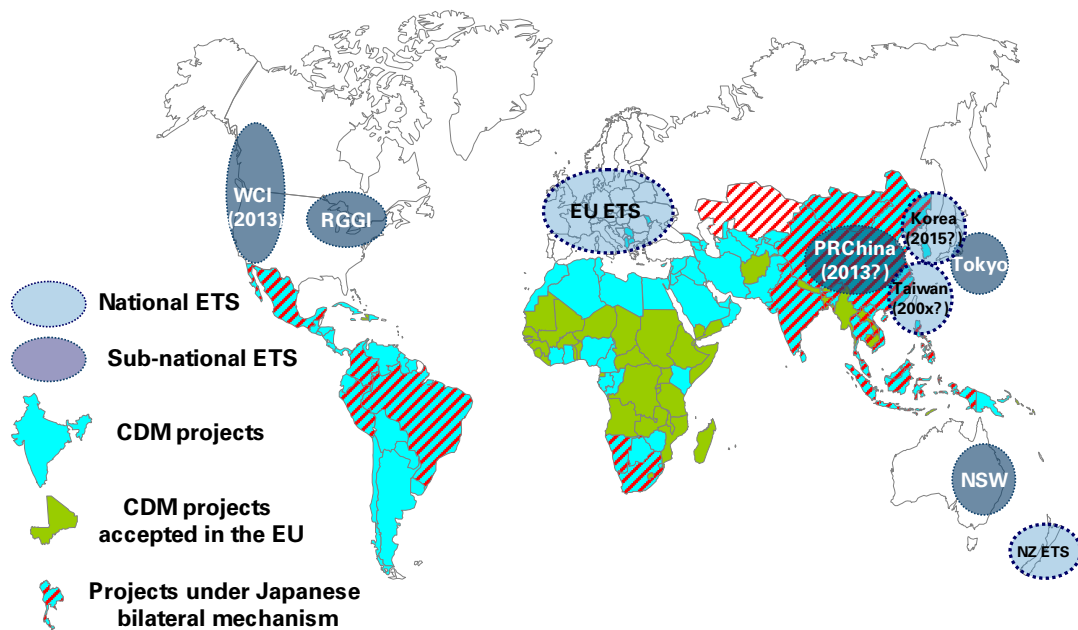 WCI
(2013)
RGGI
EU ETS
PRChina
(2013?)
Korea
(2015?)
Tokyo
Taiwan
(200x?)
NSW
NZ ETS
National ETS
Sub-national ETS
CDM projects
CDM projects
accepted in the EU
Projects under Japanese
bilateral mechanism